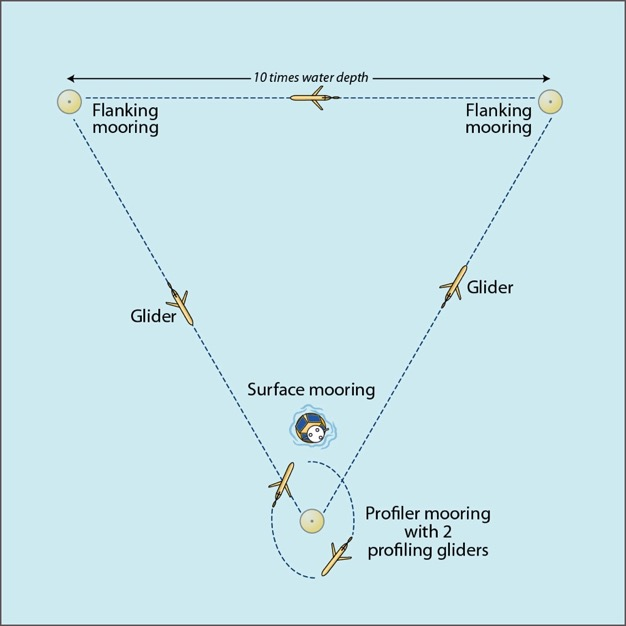 10 times water depth
Flanking
mooring
Flanking
mooring
Glider
Glider
Surface mooring
Profiler mooring
with 2
profiling gliders